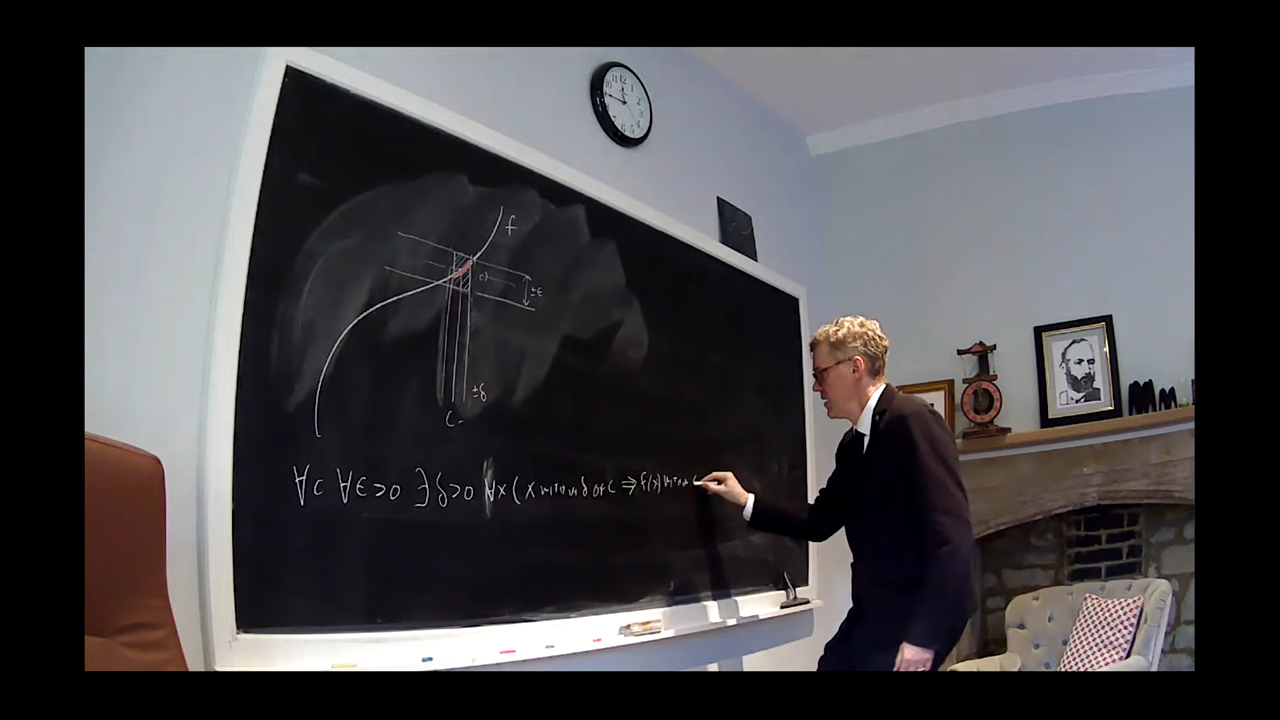 f
±ε
±δ
c
∀c ∀ε>0 ∃δ>0 ∀x (x within δ of c ⇒ f(x) within